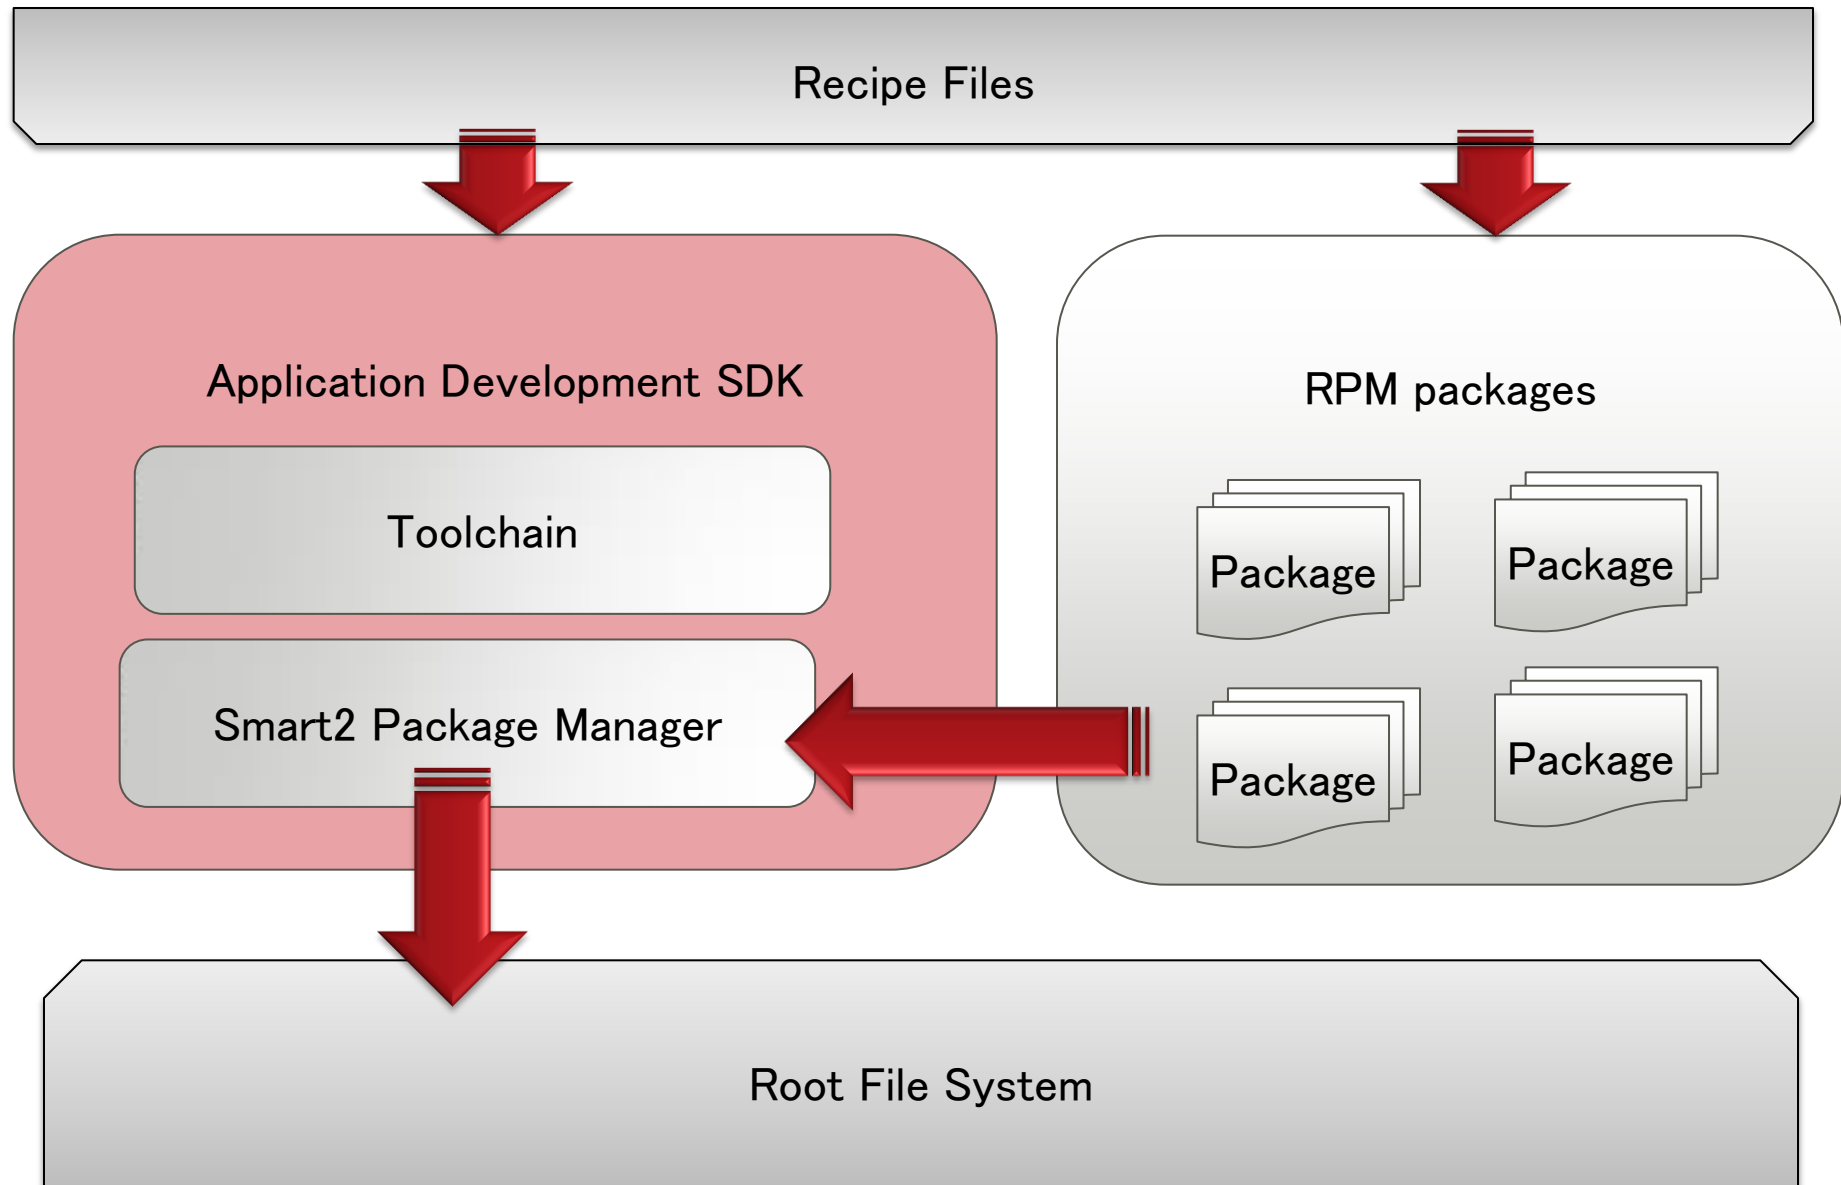 Recipe Files
Application Development SDK
Toolchain
Smart2 Package Manager
RPM packages
Package
Package
Package
Package
Root File System